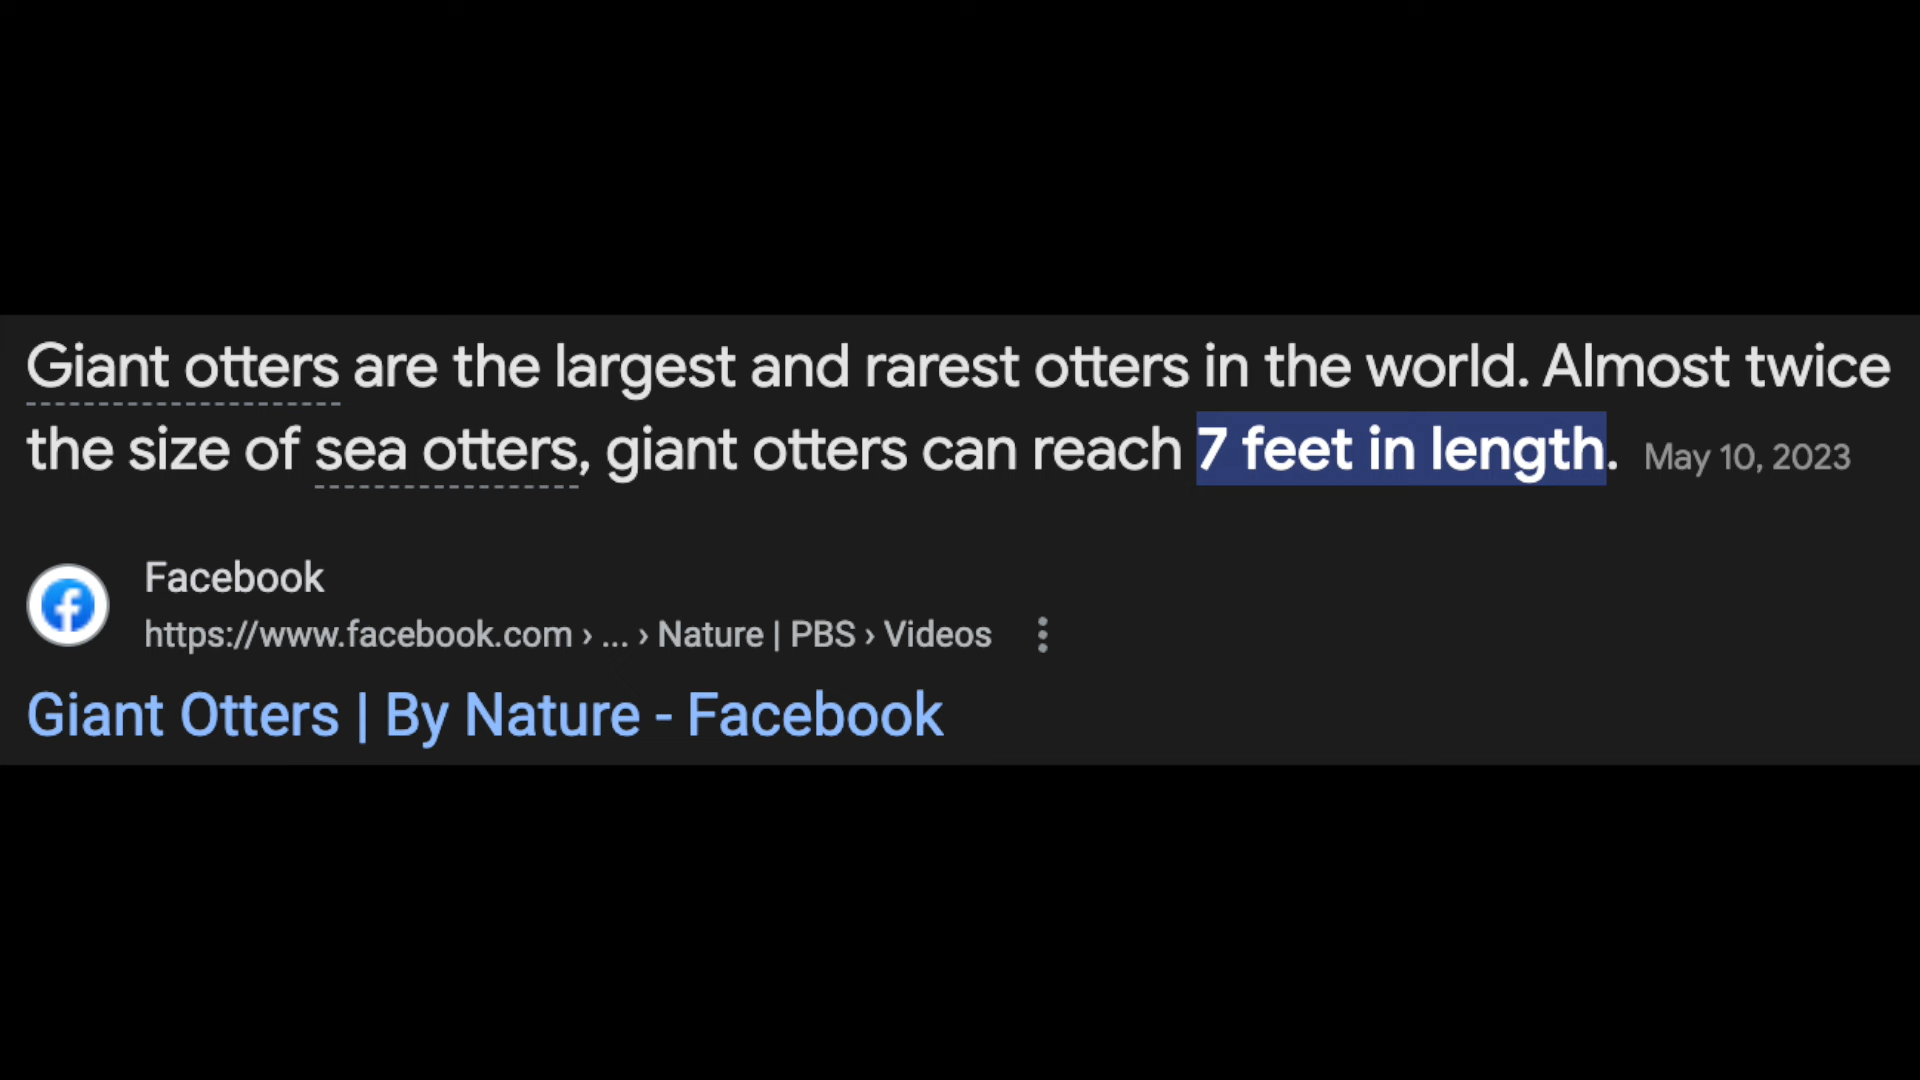 Giant otters are the largest and rarest otters in the world. Almost twice
the size of sea otters, giant otters can reach 7 feet in length. May 10, 2023
Facebook
https://www.facebook.com › ... › Nature | PBS › Videos
Giant Otters | By Nature - Facebook